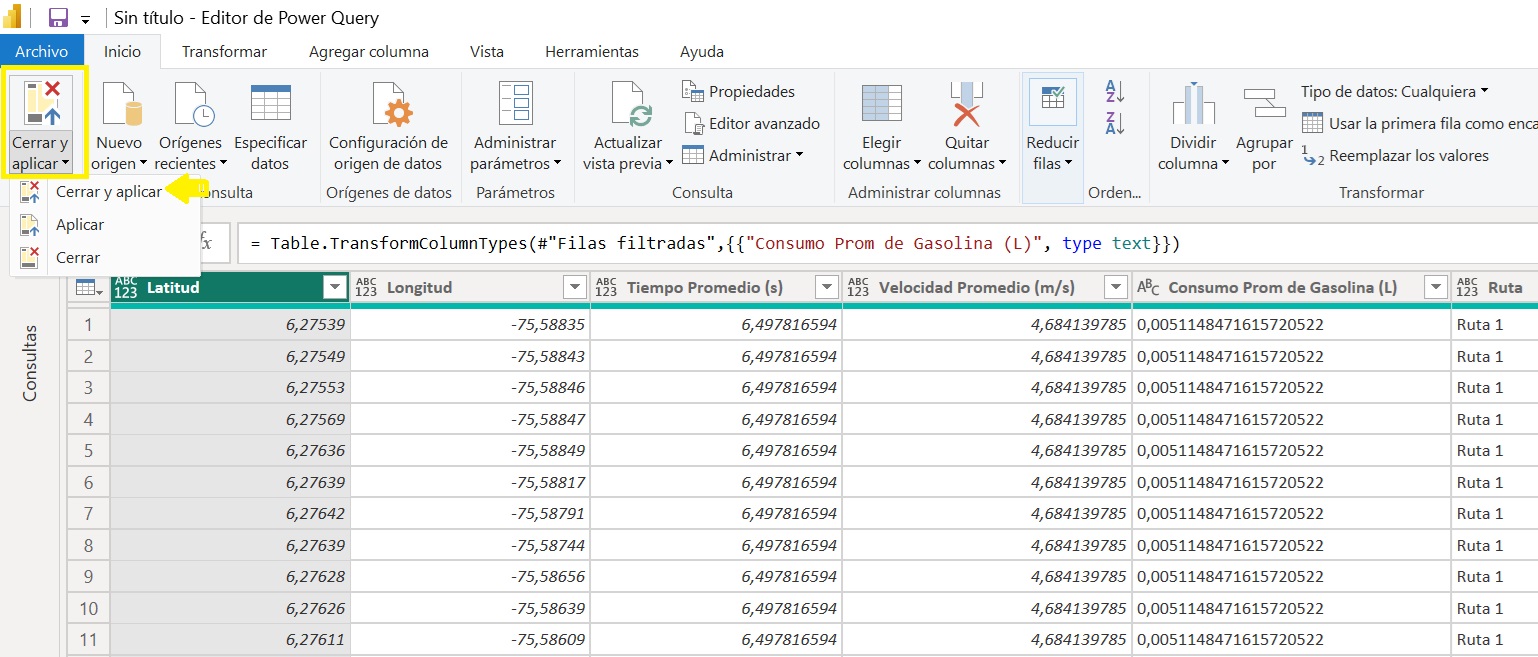 Sin título - Editor de Power Query
Archivo Inicio Transformar Agregar columna Vista Herramientas Ayuda
Cerrar y aplicar
Nuevo origen
Orígenes recientes
Especificar datos
Configuración de origen de datos
Orígenes de datos
Administrar parámetros
Parámetros
Actualizar vista previa
Propiedades
Editor avanzado
Administrar
Consulta
Elegir columnas
Quitar columnas
Administrar columnas
Reducir filas
Orden...
Dividir columna
Agrupar por
Tipo de datos: Cualquiera
Usar la primera fila como enca
Reemplazar los valores
Transformar
Cerrar y aplicar
Aplicar
Cerrar
fx = Table.TransformColumnTypes(#"Filas filtradas",{{"Consumo Prom de Gasolina (L)", type text}})
Consultas
ABC 123 Latitud ABC 123 Longitud ABC 123 Tiempo Promedio (s) ABC 123 Velocidad Promedio (m/s) ABC Consumo Prom de Gasolina (L) ABC 123 Ruta
1 6,27539 -75,58835 6,497816594 4,684139785 0,0051148471615720522 Ruta 1
2 6,27549 -75,58843 6,497816594 4,684139785 0,0051148471615720522 Ruta 1
3 6,27553 -75,58846 6,497816594 4,684139785 0,0051148471615720522 Ruta 1
4 6,27569 -75,58847 6,497816594 4,684139785 0,0051148471615720522 Ruta 1
5 6,27636 -75,58849 6,497816594 4,684139785 0,0051148471615720522 Ruta 1
6 6,27639 -75,58817 6,497816594 4,684139785 0,0051148471615720522 Ruta 1
7 6,27642 -75,58791 6,497816594 4,684139785 0,0051148471615720522 Ruta 1
8 6,27639 -75,58744 6,497816594 4,684139785 0,0051148471615720522 Ruta 1
9 6,27628 -75,58656 6,497816594 4,684139785 0,0051148471615720522 Ruta 1
10 6,27626 -75,58639 6,497816594 4,684139785 0,0051148471615720522 Ruta 1
11 6,27611 -75,58609 6,497816594 4,684139785 0,0051148471615720522 Ruta 1